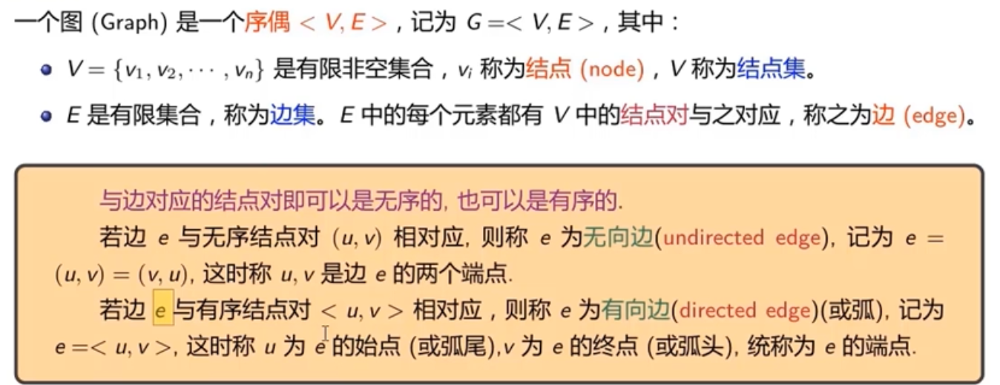 一个图 (Graph) 是一个序偶 < V, E >，记为 G =< V, E >，其中：
V = {v₁, v₂, ⋯ , vₙ} 是有限非空集合，vᵢ 称为结点 (node)，V 称为结点集。
E 是有限集合，称为边集。E 中的每个元素都有 V 中的结点对与之对应，称之为边 (edge)。
与边对应的结点对即可以是无序的, 也可以是有序的.
若边 e 与无序结点对 (u, v) 相对应, 则称 e 为无向边(undirected edge), 记为 e =
(u, v) = (v, u), 这时称 u, v 是边 e 的两个端点.
若边 e 与有序结点对 < u, v > 相对应，则称 e 为有向边(directed edge)(或弧), 记为
e =< u, v >, 这时称 u 为 e 的始点 (或弧尾),v 为 e 的终点 (或弧头), 统称为 e 的端点.